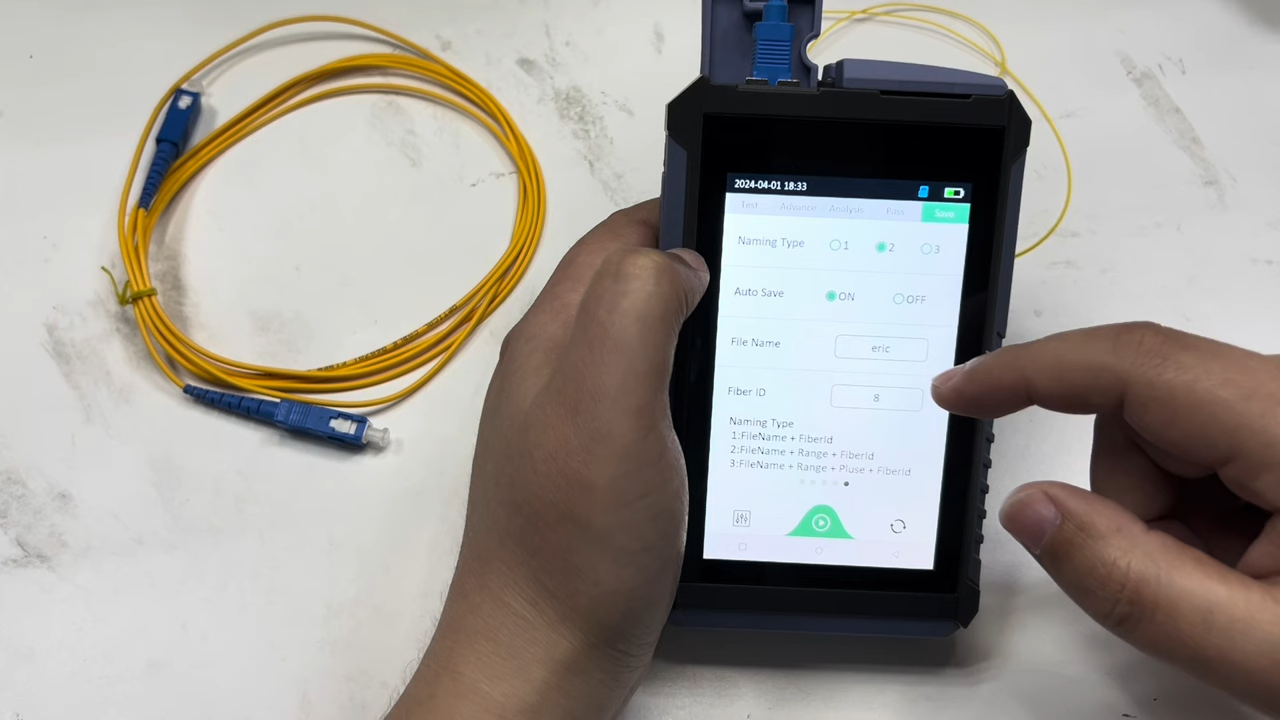 2024-04-01 18:33
Test Advance Analysis Pass Save
Naming Type 1 2 3
Auto Save ON OFF
File Name eric
Fiber ID 8
Naming Type
1:FileName + FiberId
2:FileName + Range + FiberId
3:FileName + Range + Pluse + FiberId